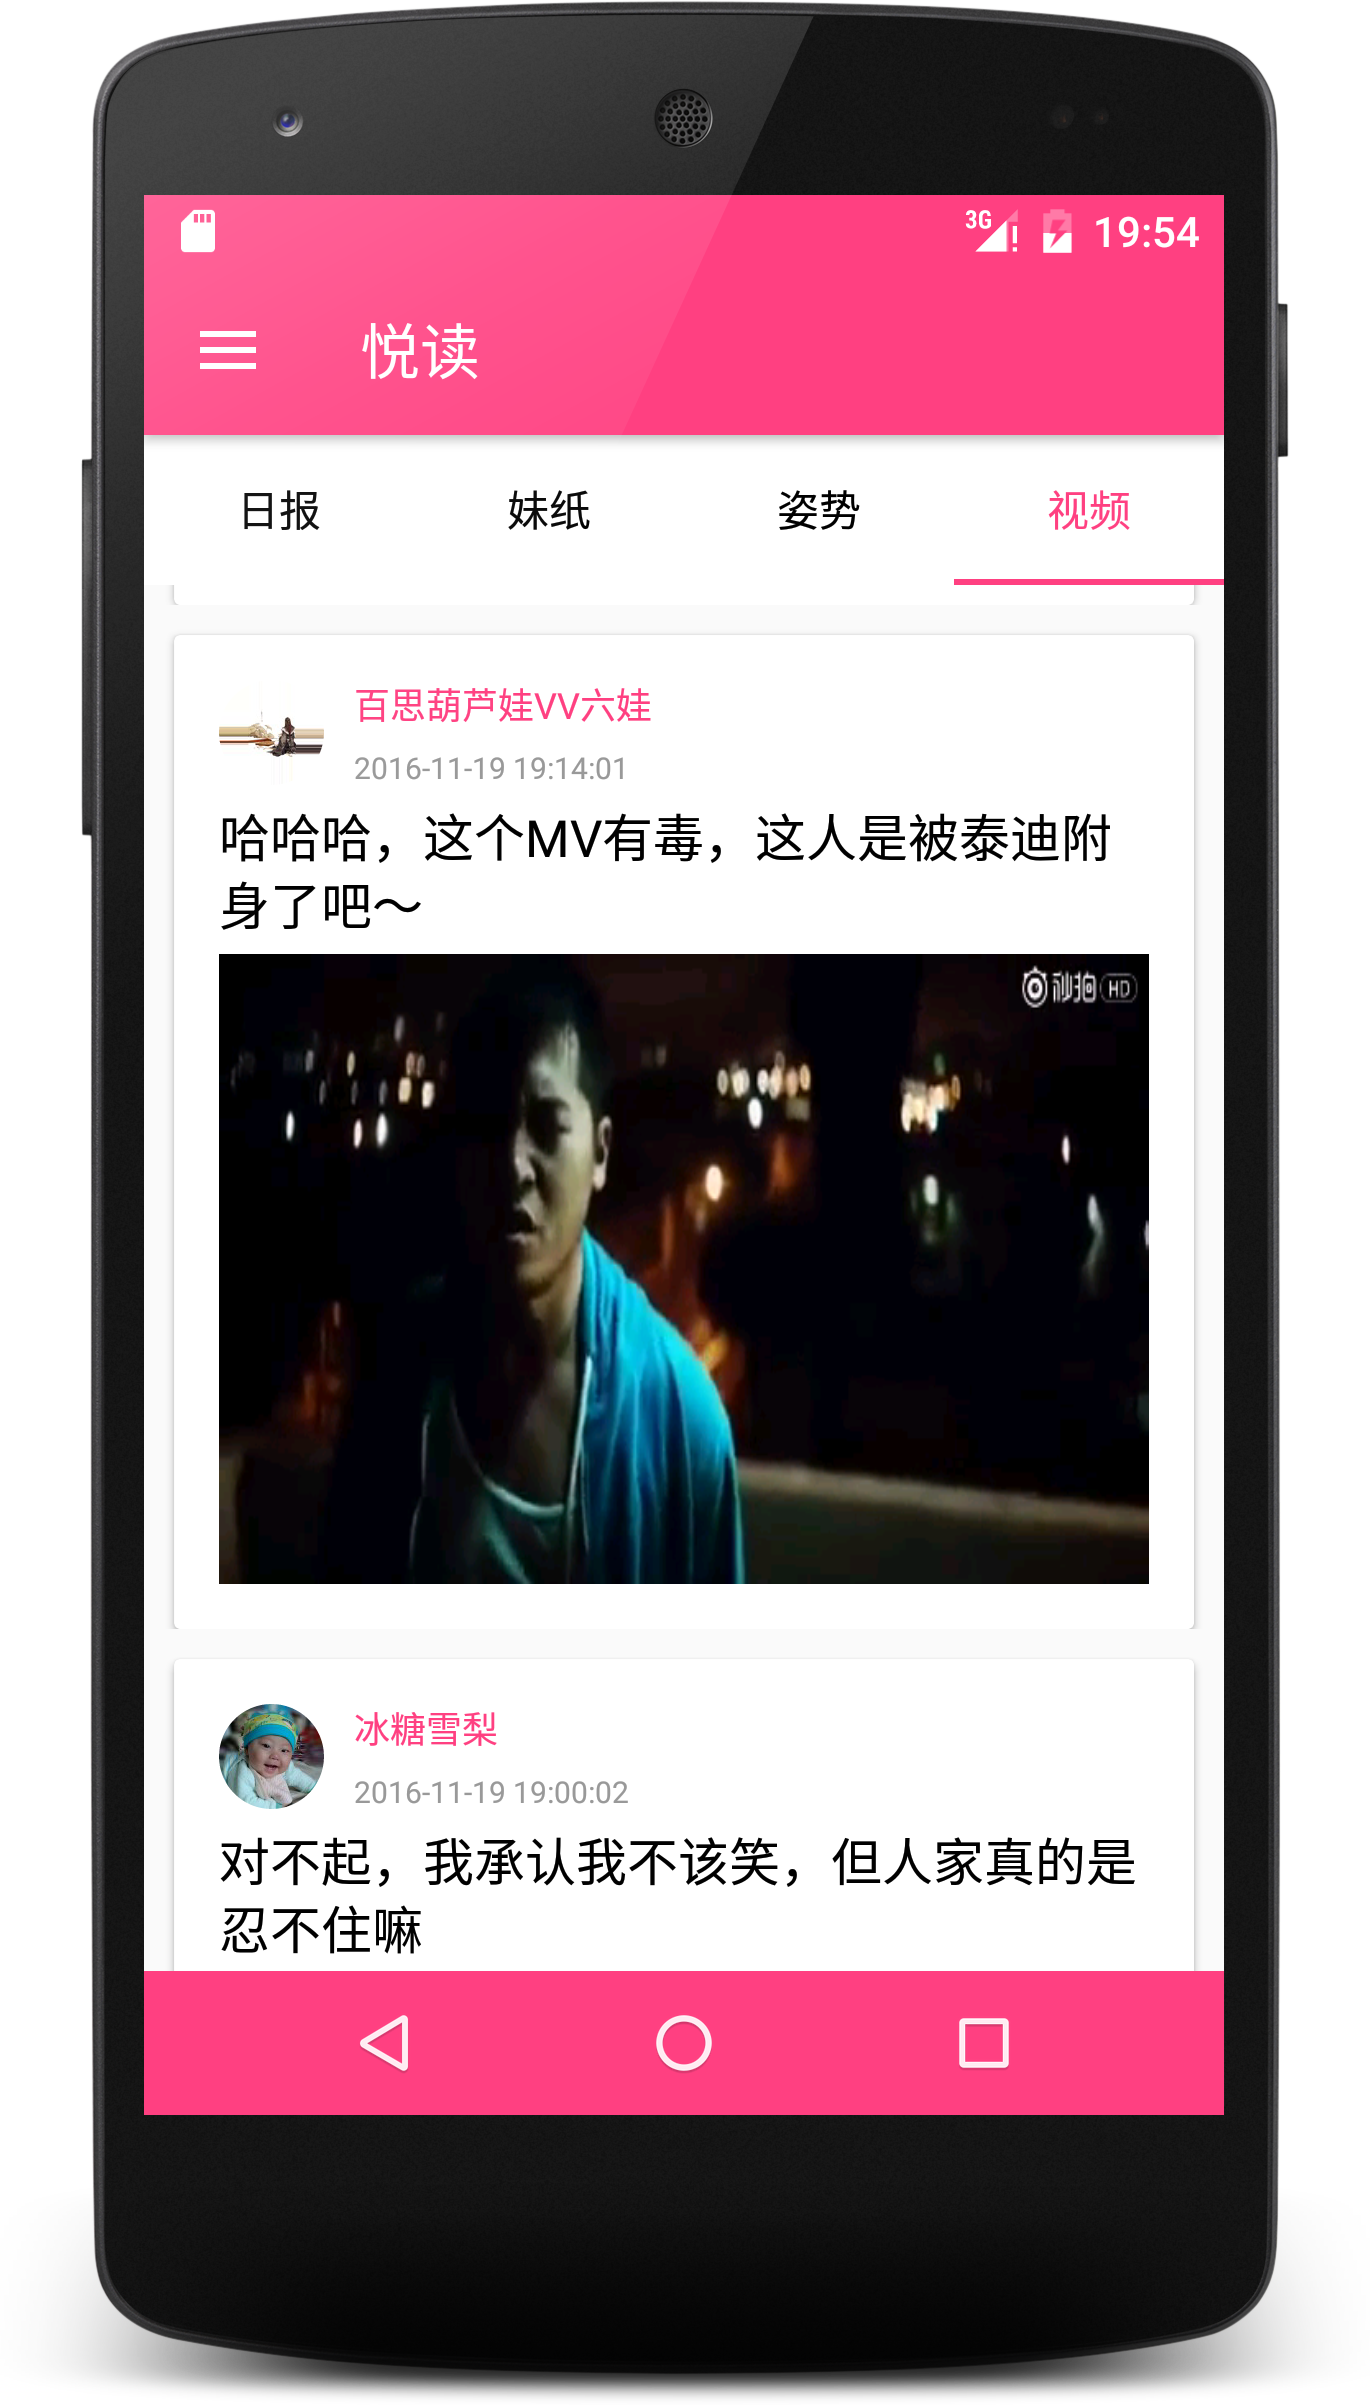 3G 19:54
悦读
日报 妹纸 姿势 视频
百思葫芦娃VV六娃
2016-11-19 19:14:01
哈哈哈，这个MV有毒，这人是被泰迪附
身了吧～
秒拍 HD
冰糖雪梨
2016-11-19 19:00:02
对不起，我承认我不该笑，但人家真的是
忍不住嘛